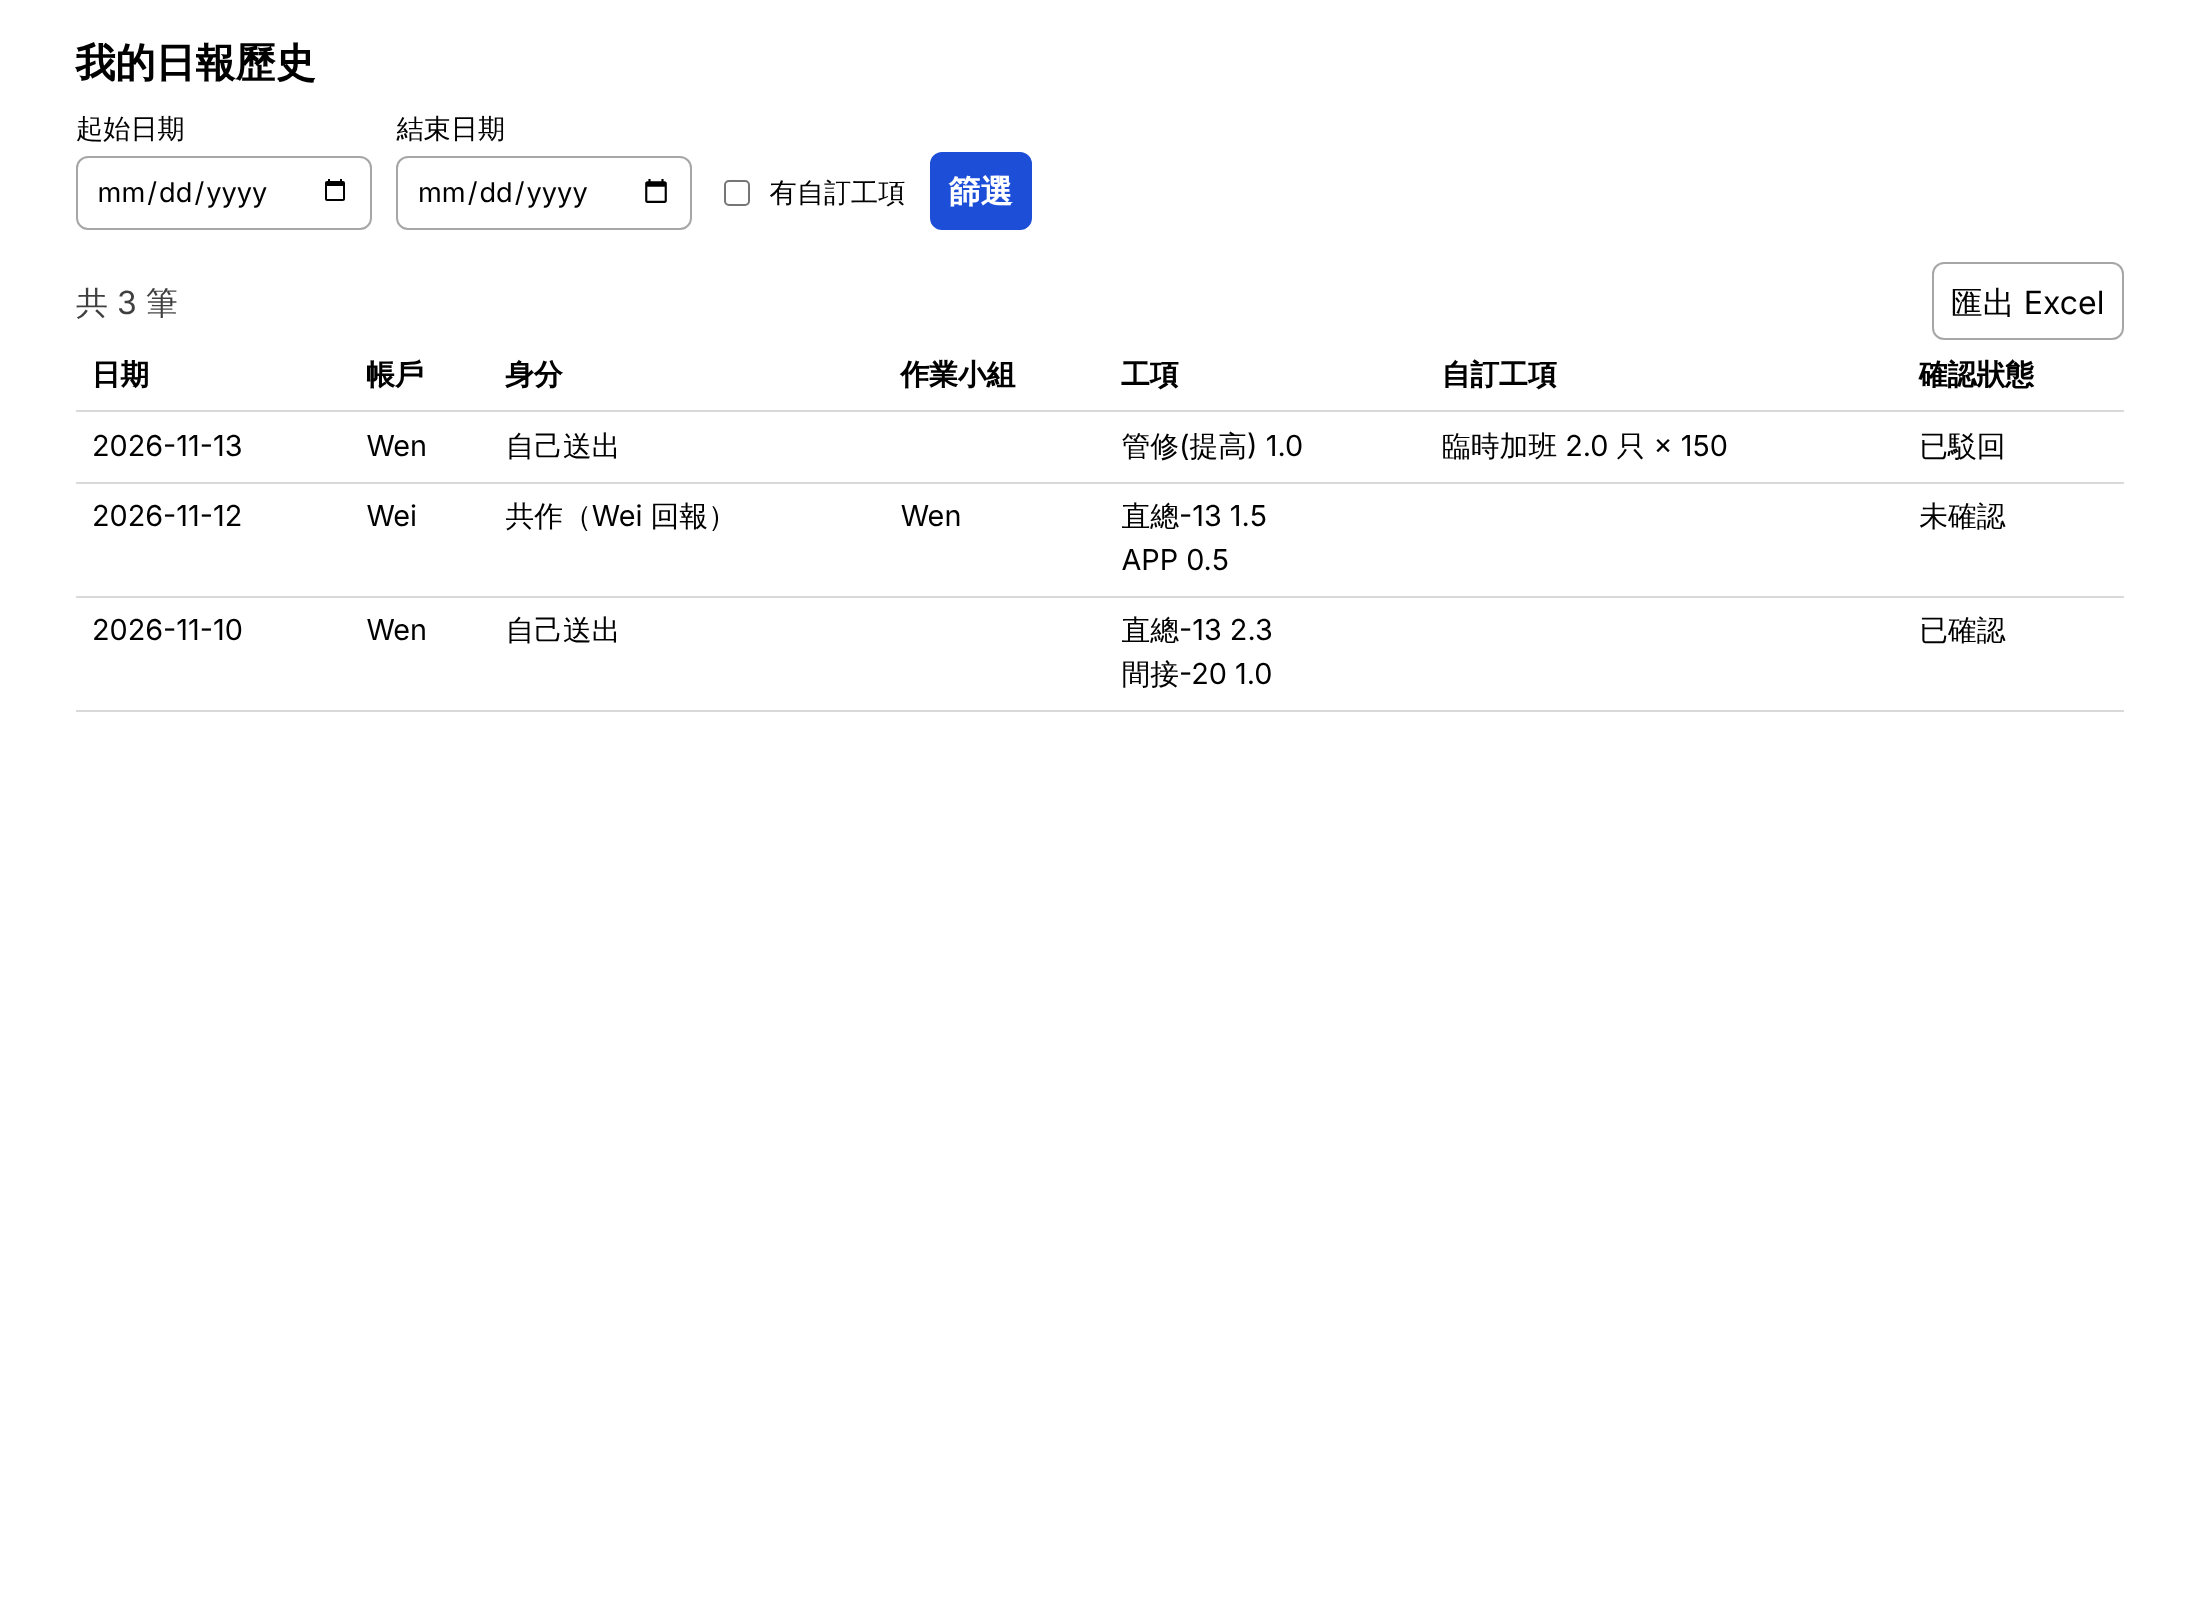 我的日報歷史
起始日期 結束日期
mm/dd/yyyy mm/dd/yyyy 有自訂工項 篩選
共 3 筆 匯出 Excel
日期 帳戶 身分 作業小組 工項 自訂工項 確認狀態
2026-11-13 Wen 自己送出 管修(提高) 1.0 臨時加班 2.0 只 × 150 已駁回
2026-11-12 Wei 共作（Wei 回報） Wen 直總-13 1.5 未確認
APP 0.5
2026-11-10 Wen 自己送出 直總-13 2.3 已確認
間接-20 1.0